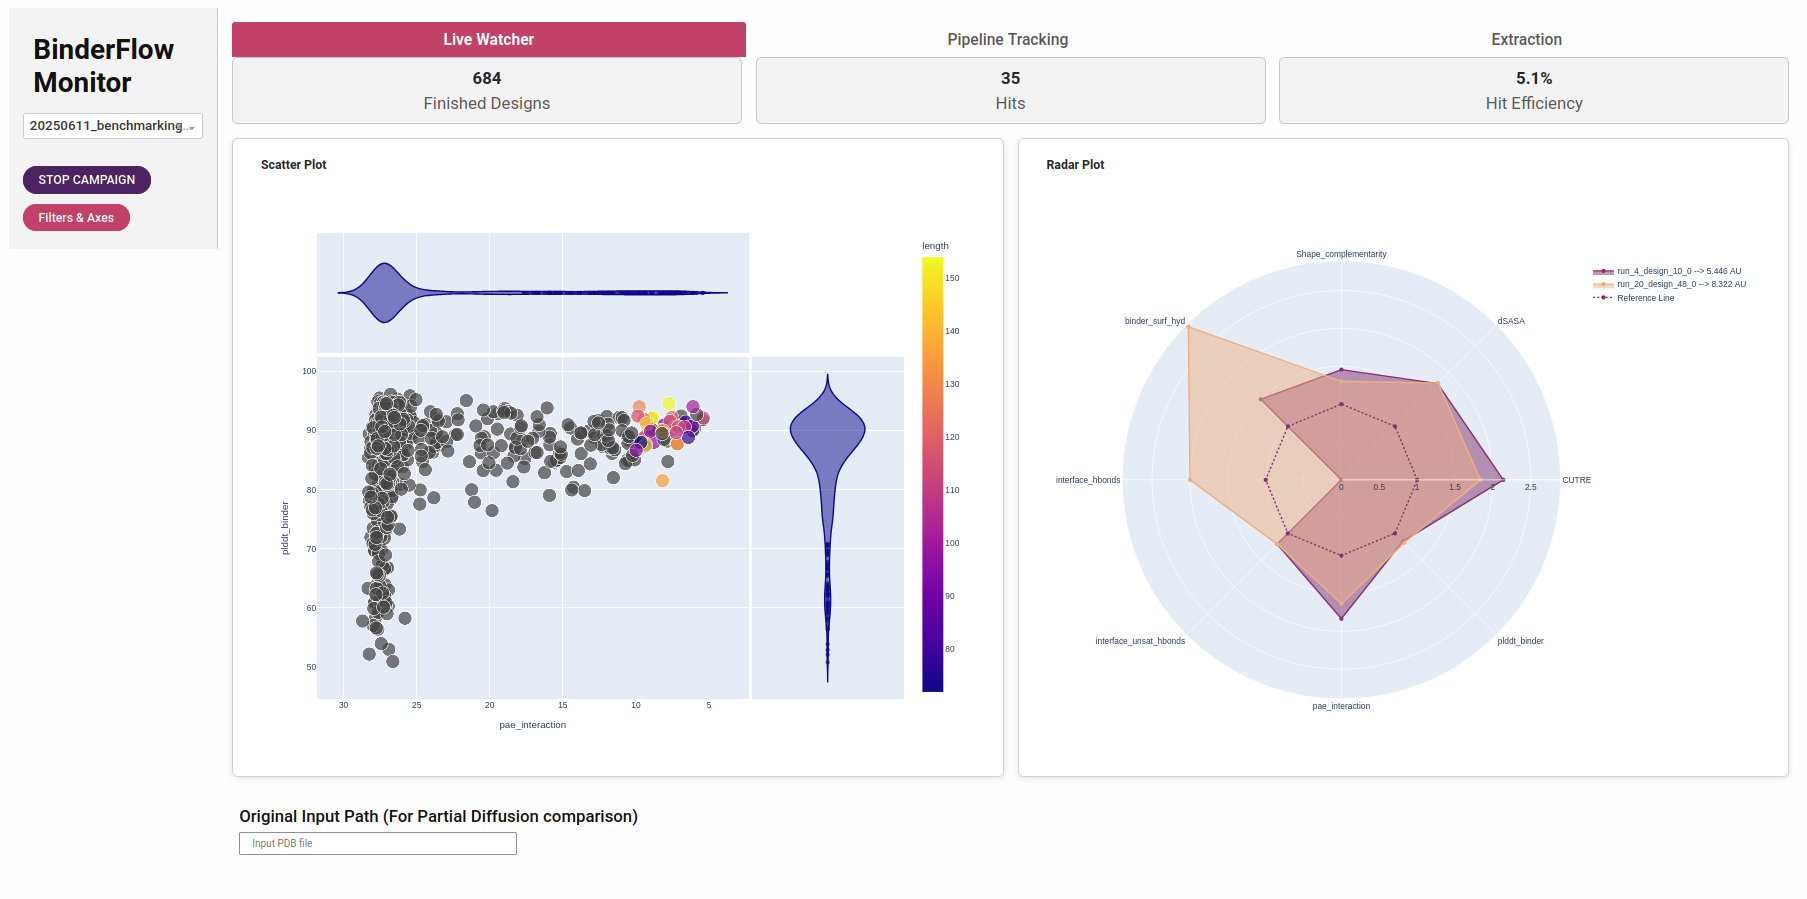 BinderFlow
Monitor
20250611_benchmarking...
STOP CAMPAIGN
Filters & Axes
Live Watcher
Pipeline Tracking
Extraction
684
Finished Designs
35
Hits
5.1%
Hit Efficiency
Scatter Plot
100
90
80
70
60
50
plddt_binder
30
25
20
15
10
5
pae_interaction
length
150
140
130
120
110
100
90
80
Radar Plot
Shape_complementarity
binder_surf_hyd
dSASA
interface_hbonds
CUTRE
0
0.5
1
1.5
2
2.5
interface_unsat_hbonds
plddt_binder
pae_interaction
run_4_design_10_0 --> 5.446 AU
run_20_design_48_0 --> 8.322 AU
Reference Line
Original Input Path (For Partial Diffusion comparison)
Input PDB file